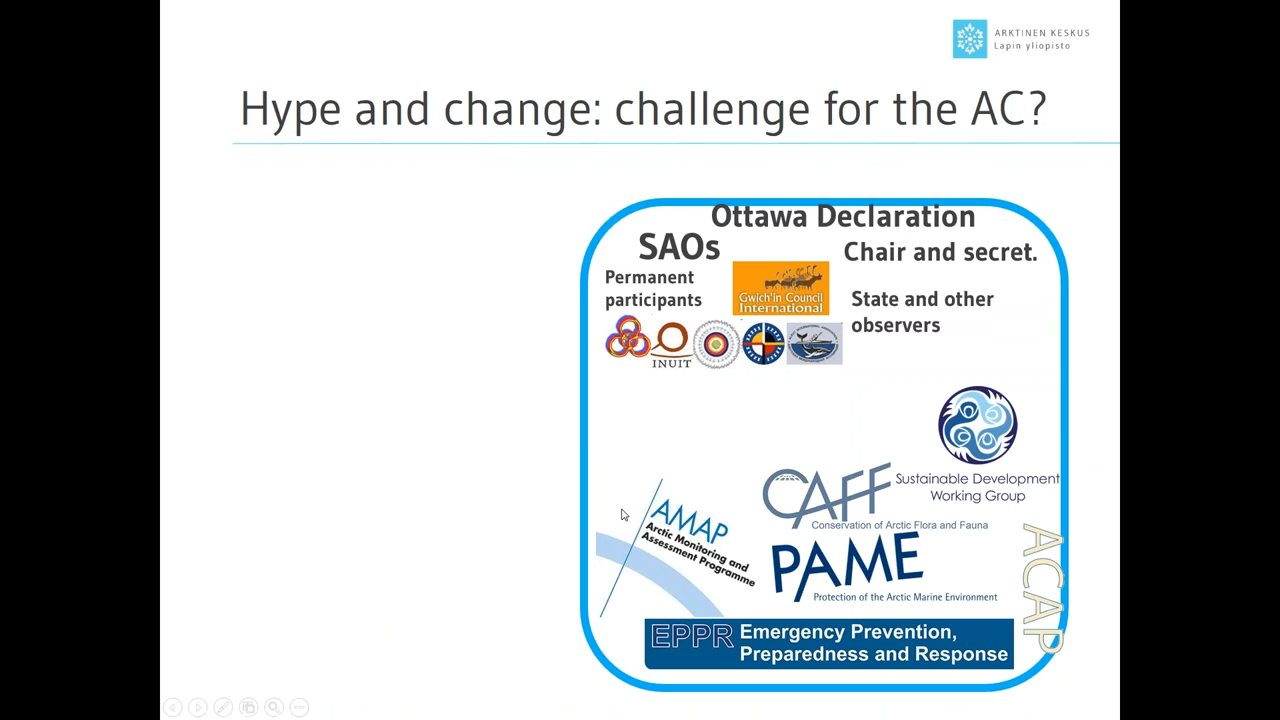 ARKTINEN KESKUS
Lapin yliopisto
Hype and change: challenge for the AC?
Ottawa Declaration
SAOs
Chair and secret.
Permanent
participants
Gwich'in Council
International
State and other
observers
INUIT
Sustainable Development
Working Group
CAFF
Conservation of Arctic Flora and Fauna
AMAP
Arctic Monitoring and
Assessment Programme
PAME
Protection of the Arctic Marine Environment
ACAP
EPPR
Emergency Prevention,
Preparedness and Response